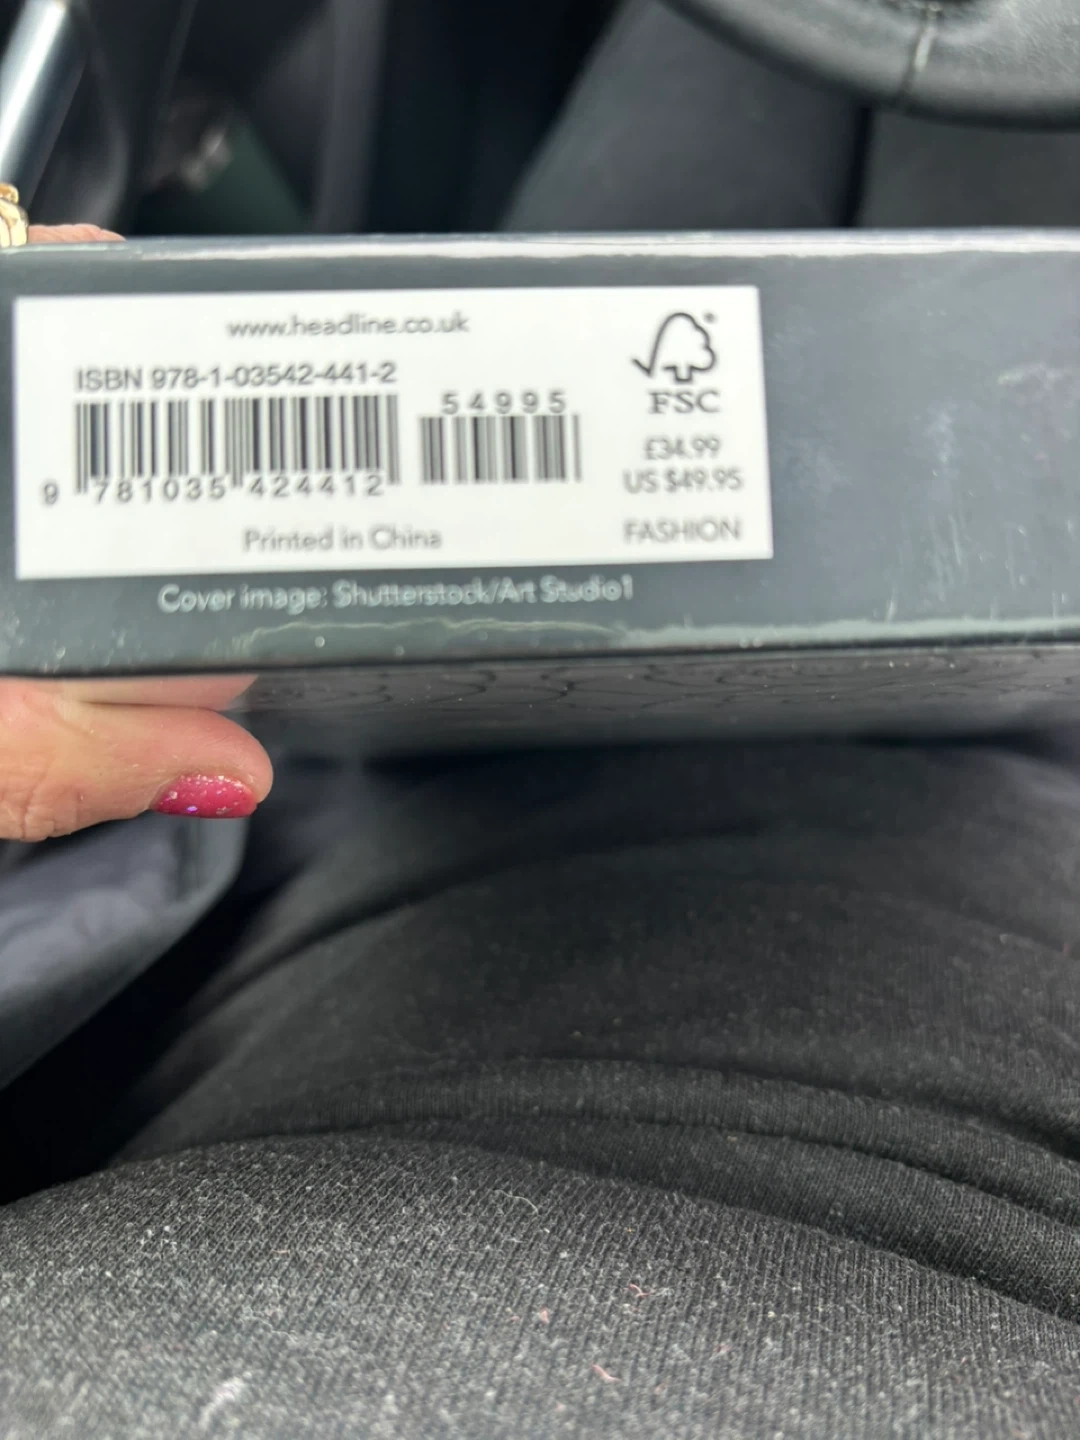 www.headline.co.uk
ISBN 978-1-03542-441-2
54995
9 781035 424412
FSC
£34.99
US $49.95
Printed in China
FASHION
Cover image: Shutterstock/Art Studio1